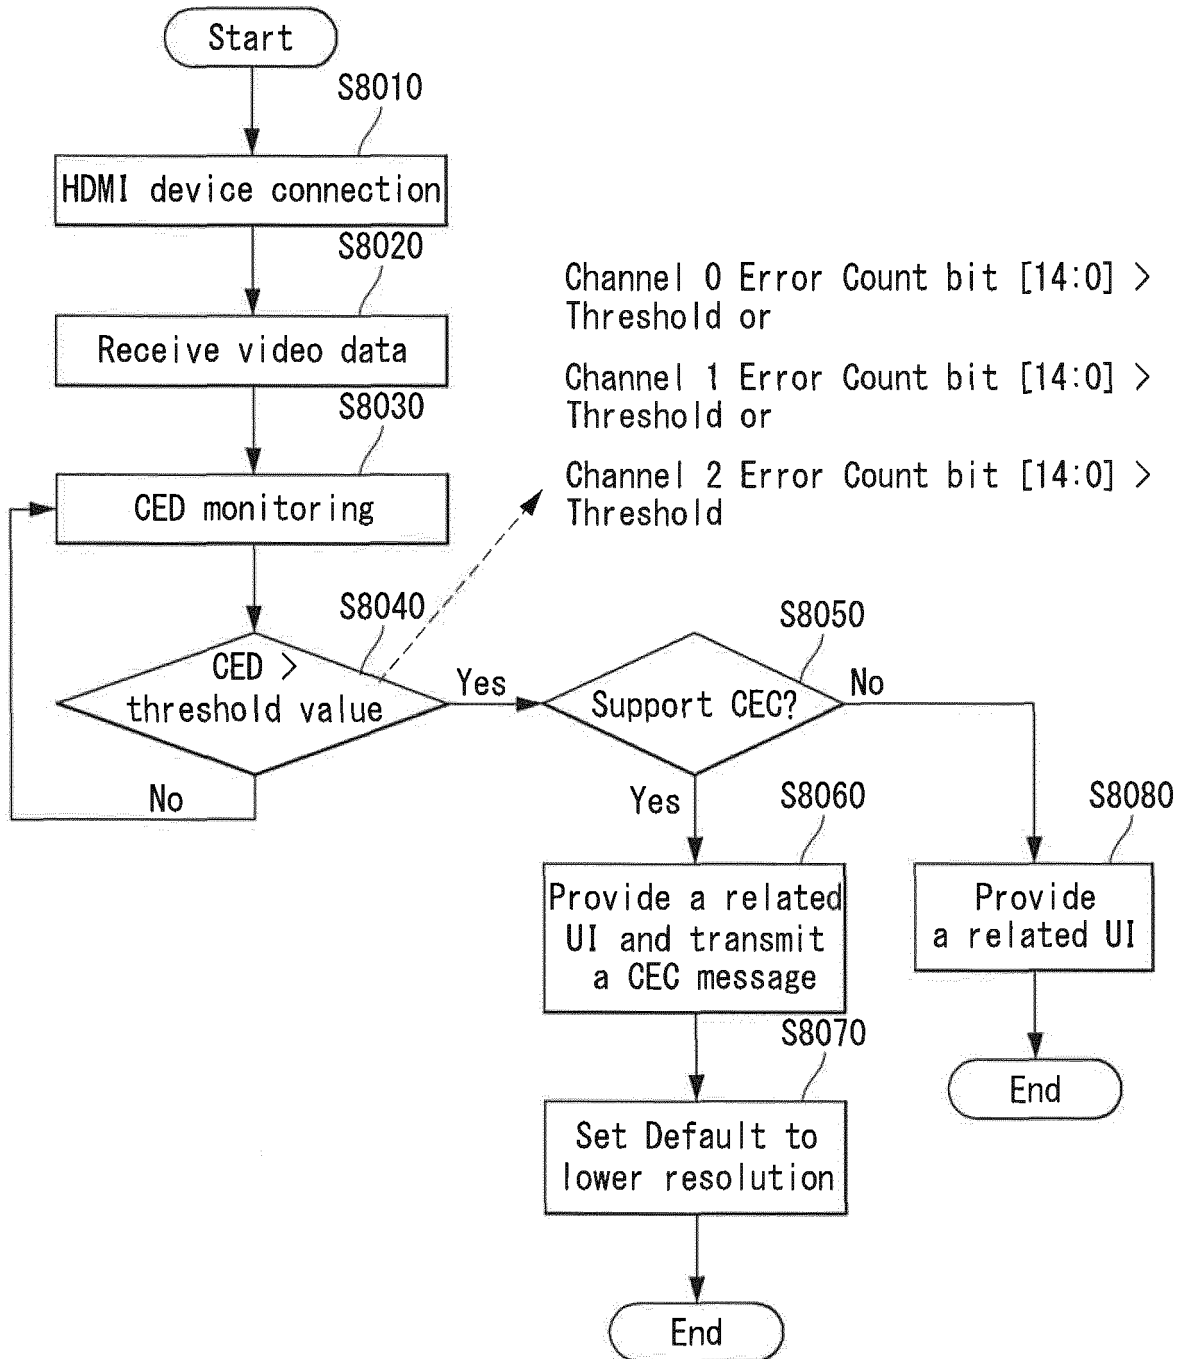 Start
S8010
HDMI device connection
S8020
Receive video data
S8030
CED monitoring
Channel 0 Error Count bit [14:0] >
Threshold or
Channel 1 Error Count bit [14:0] >
Threshold or
Channel 2 Error Count bit [14:0] >
Threshold
S8040
CED >
threshold value
Yes
No
S8050
Support CEC?
No
Yes
S8060
Provide a related
UI and transmit
a CEC message
S8080
Provide
a related UI
End
S8070
Set Default to
lower resolution
End